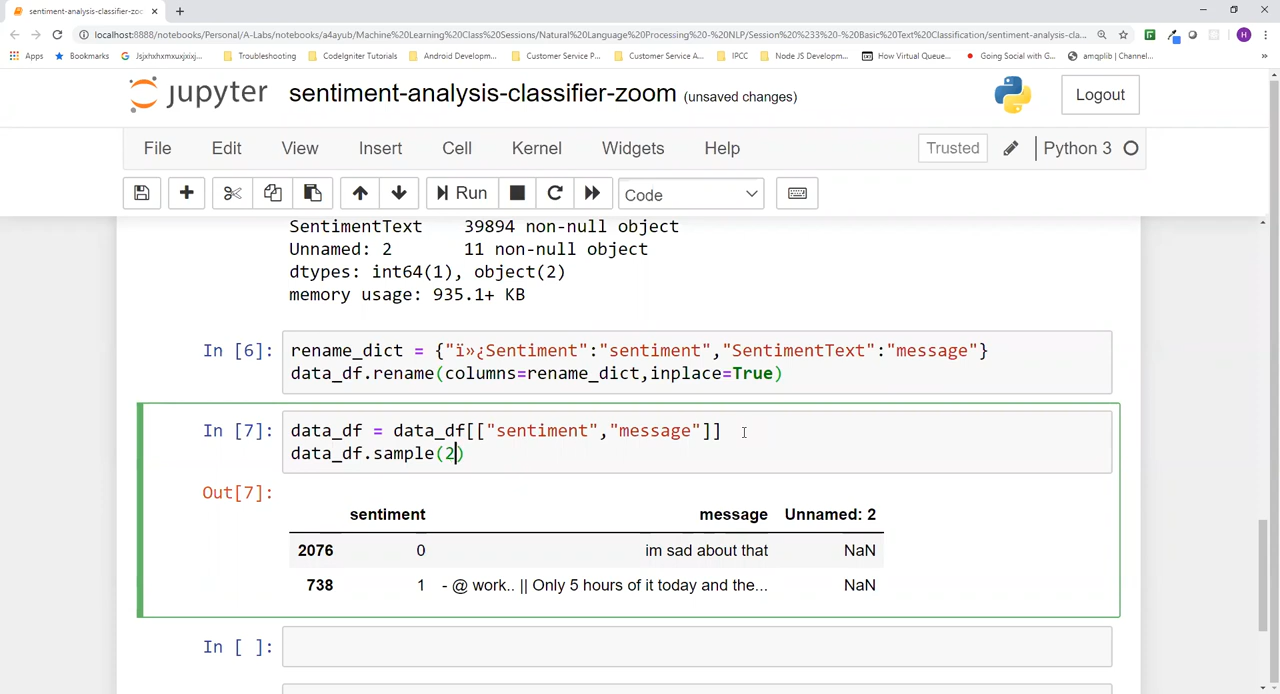 sentiment-analysis-classifier-zoom
localhost:8888/notebooks/Personal/A-Labs/notebooks/a4ayub/Machine%20Learning%20Class%20Sessions/Natural%20Language%20Processing%20-%20NLP/Session%20%233%20-%20Basic%20Text%20Classification/sentiment-analysis-cla...
Apps Bookmarks Jsjxhxhxmxuxjxixj... Troubleshooting CodeIgniter Tutorials Android Developm... Customer Service P... Customer Service A... IPCC Node JS Developm... How Virtual Queue... Going Social with G... amqplib | Channel... »
jupyter sentiment-analysis-classifier-zoom (unsaved changes) Logout
File Edit View Insert Cell Kernel Widgets Help Trusted Python 3
Run Code
SentimentText 39894 non-null object
Unnamed: 2 11 non-null object
dtypes: int64(1), object(2)
memory usage: 935.1+ KB
In [6]: rename_dict = {"ï»¿Sentiment":"sentiment","SentimentText":"message"}
data_df.rename(columns=rename_dict,inplace=True)
In [7]: data_df = data_df[["sentiment","message"]]
data_df.sample(2)
Out[7]:
sentiment message Unnamed: 2
2076 0 im sad about that NaN
738 1 - @ work.. || Only 5 hours of it today and the... NaN
In [ ]: